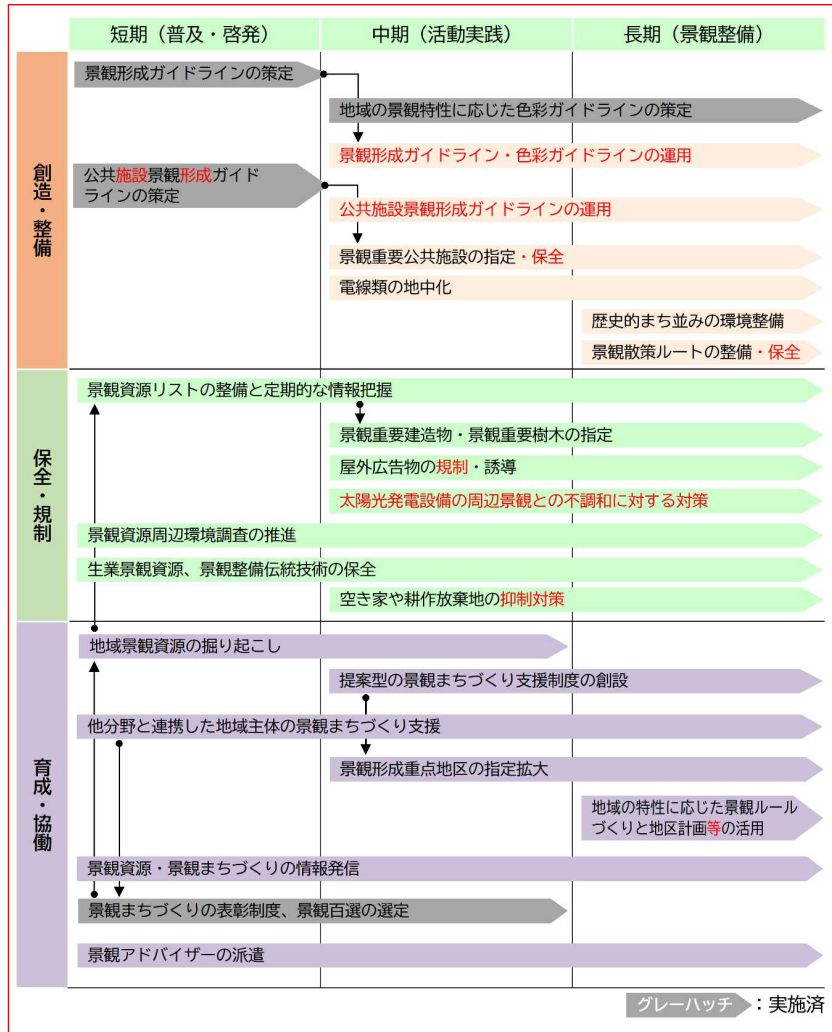 短期（普及・啓発）
中期（活動実践）
長期（景観整備）
創造・整備
景観形成ガイドラインの策定
地域の景観特性に応じた色彩ガイドラインの策定
景観形成ガイドライン・色彩ガイドラインの運用
公共施設景観形成ガイド
ラインの策定
公共施設景観形成ガイドラインの運用
景観重要公共施設の指定・保全
電線類の地中化
歴史的まち並みの環境整備
景観散策ルートの整備・保全
保全・規制
景観資源リストの整備と定期的な情報把握
景観重要建造物・景観重要樹木の指定
屋外広告物の規制・誘導
太陽光発電設備の周辺景観との不調和に対する対策
景観資源周辺環境調査の推進
生業景観資源、景観整備伝統技術の保全
空き家や耕作放棄地の抑制対策
育成・協働
地域景観資源の掘り起こし
提案型の景観まちづくり支援制度の創設
他分野と連携した地域主体の景観まちづくり支援
景観形成重点地区の指定拡大
地域の特性に応じた景観ルール
づくりと地区計画等の活用
景観資源・景観まちづくりの情報発信
景観まちづくりの表彰制度、景観百選の選定
景観アドバイザーの派遣
グレーハッチ：実施済